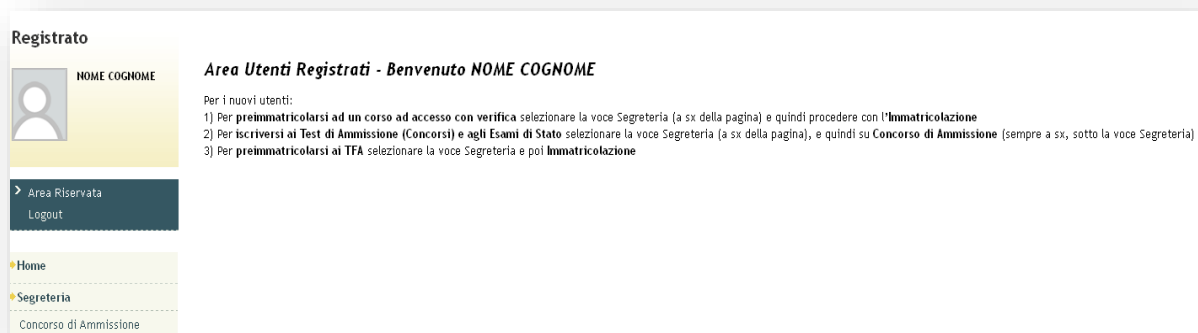 Registrato
NOME COGNOME
Area Riservata
Logout
Home
Segreteria
Concorso di Ammissione
Area Utenti Registrati - Benvenuto NOME COGNOME
Per i nuovi utenti:
1) Per preimmatricolarsi ad un corso ad accesso con verifica selezionare la voce Segreteria (a sx della pagina) e quindi procedere con l'Immatricolazione
2) Per iscriversi ai Test di Ammissione (Concorsi) e agli Esami di Stato selezionare la voce Segreteria (a sx della pagina), e quindi su Concorso di Ammissione (sempre a sx, sotto la voce Segreteria)
3) Per preimmatricolarsi ai TFA selezionare la voce Segreteria e poi Immatricolazione